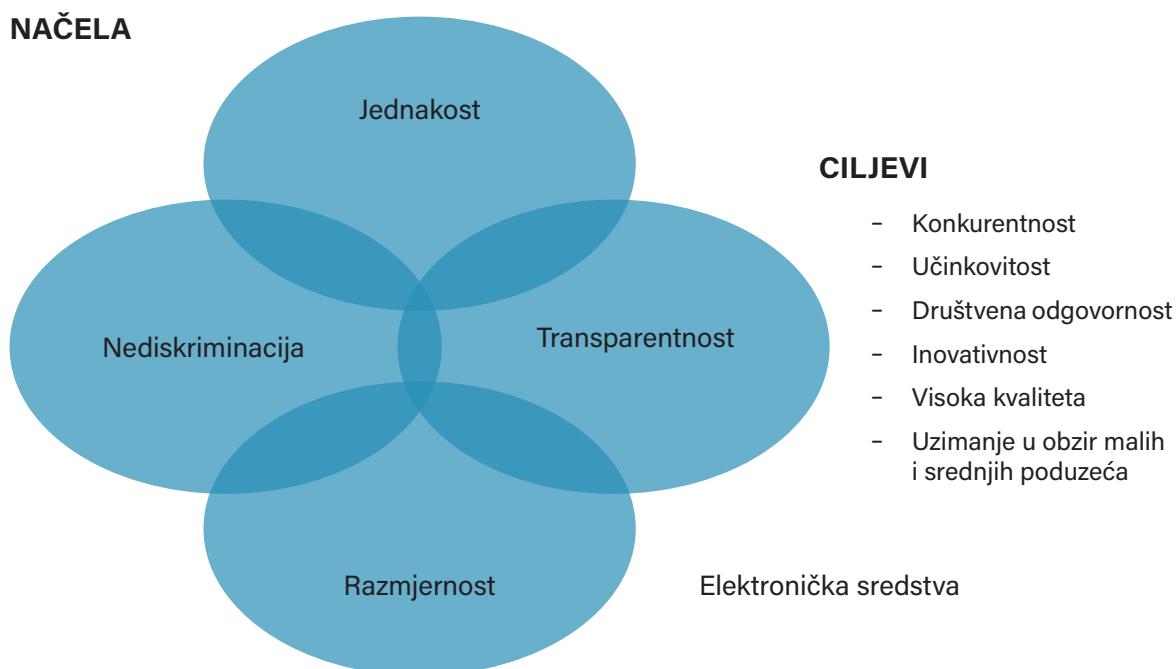 NAČELA
Jednakost
Nediskriminacija
Transparentnost
Razmjernost
CILJEVI
– Konkurentnost
– Učinkovitost
– Društvena odgovornost
– Inovativnost
– Visoka kvaliteta
– Uzimanje u obzir malih
i srednjih poduzeća
Elektronička sredstva